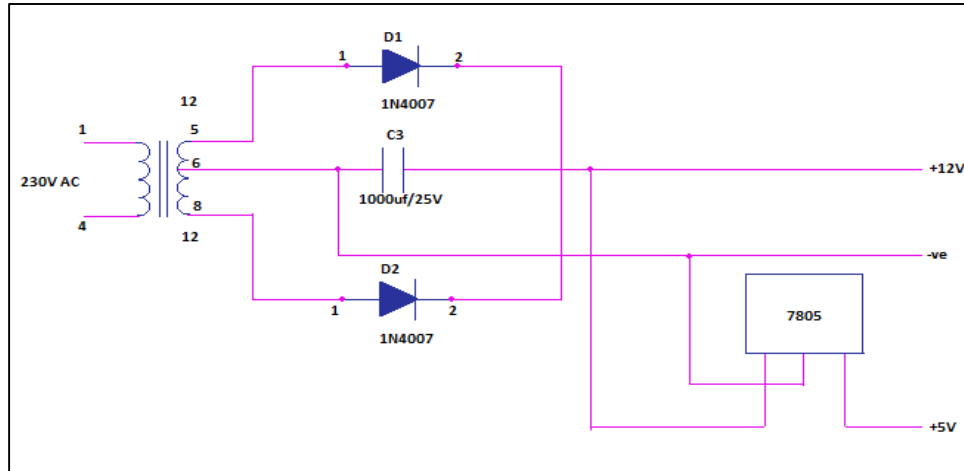 D1
1 2
1N4007
12
C3
1 5
6
+12V
230V AC
1000uf/25V
8
4
12
-ve
D2
1 2
7805
1N4007
+5V